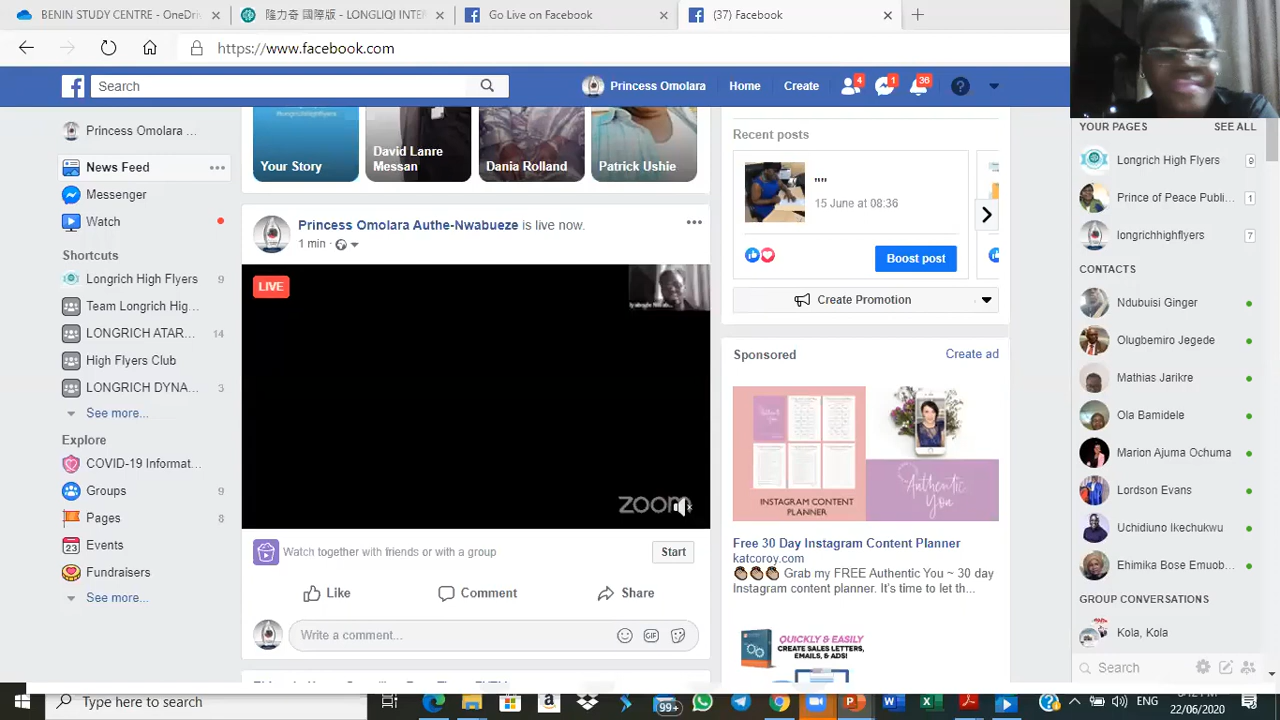 BENIN STUDY CENTRE - OneDriv
隆力奇 國際版 - LONGLIQI INTER
Go Live on Facebook
(37) Facebook
https://www.facebook.com
Search
Princess Omolara
Home
Create
4
1
36
Princess Omolara ...
News Feed
Messenger
Watch
Shortcuts
Longrich High Flyers 9
Team Longrich Hig...
LONGRICH ATAR... 14
High Flyers Club
LONGRICH DYNA... 3
See more...
Explore
COVID-19 Informat...
Groups 9
Pages 8
23 Events
Fundraisers
See more...
Your Story
David Lanre
Messan
Dania Rolland
Patrick Ushie
Princess Omolara Authe-Nwabueze is live now.
1 min ·
LIVE
zoom
Watch together with friends or with a group
Start
Like
Comment
Share
Write a comment...
GIF
Recent posts
""
15 June at 08:36
Boost post
Create Promotion
Sponsored
Create ad
INSTAGRAM CONTENT
PLANNER
Authentic
You
Free 30 Day Instagram Content Planner
katcoroy.com
Grab my FREE Authentic You ~ 30 day
Instagram content planner. It's time to let th...
QUICKLY & EASILY
CREATE SALES LETTERS,
EMAILS, & ADS!
YOUR PAGES
SEE ALL
Longrich High Flyers 9
Prince of Peace Publi... 1
longrichhighflyers 7
CONTACTS
Ndubuisi Ginger
Olugbemiro Jegede
Mathias Jarikre
Ola Bamidele
Marion Ajuma Ochuma
Lordson Evans
Uchidiuno Ikechukwu
Ehimika Bose Emuob...
GROUP CONVERSATIONS
Kola, Kola
Search
Type here to search
99+
ENG
22/06/2020